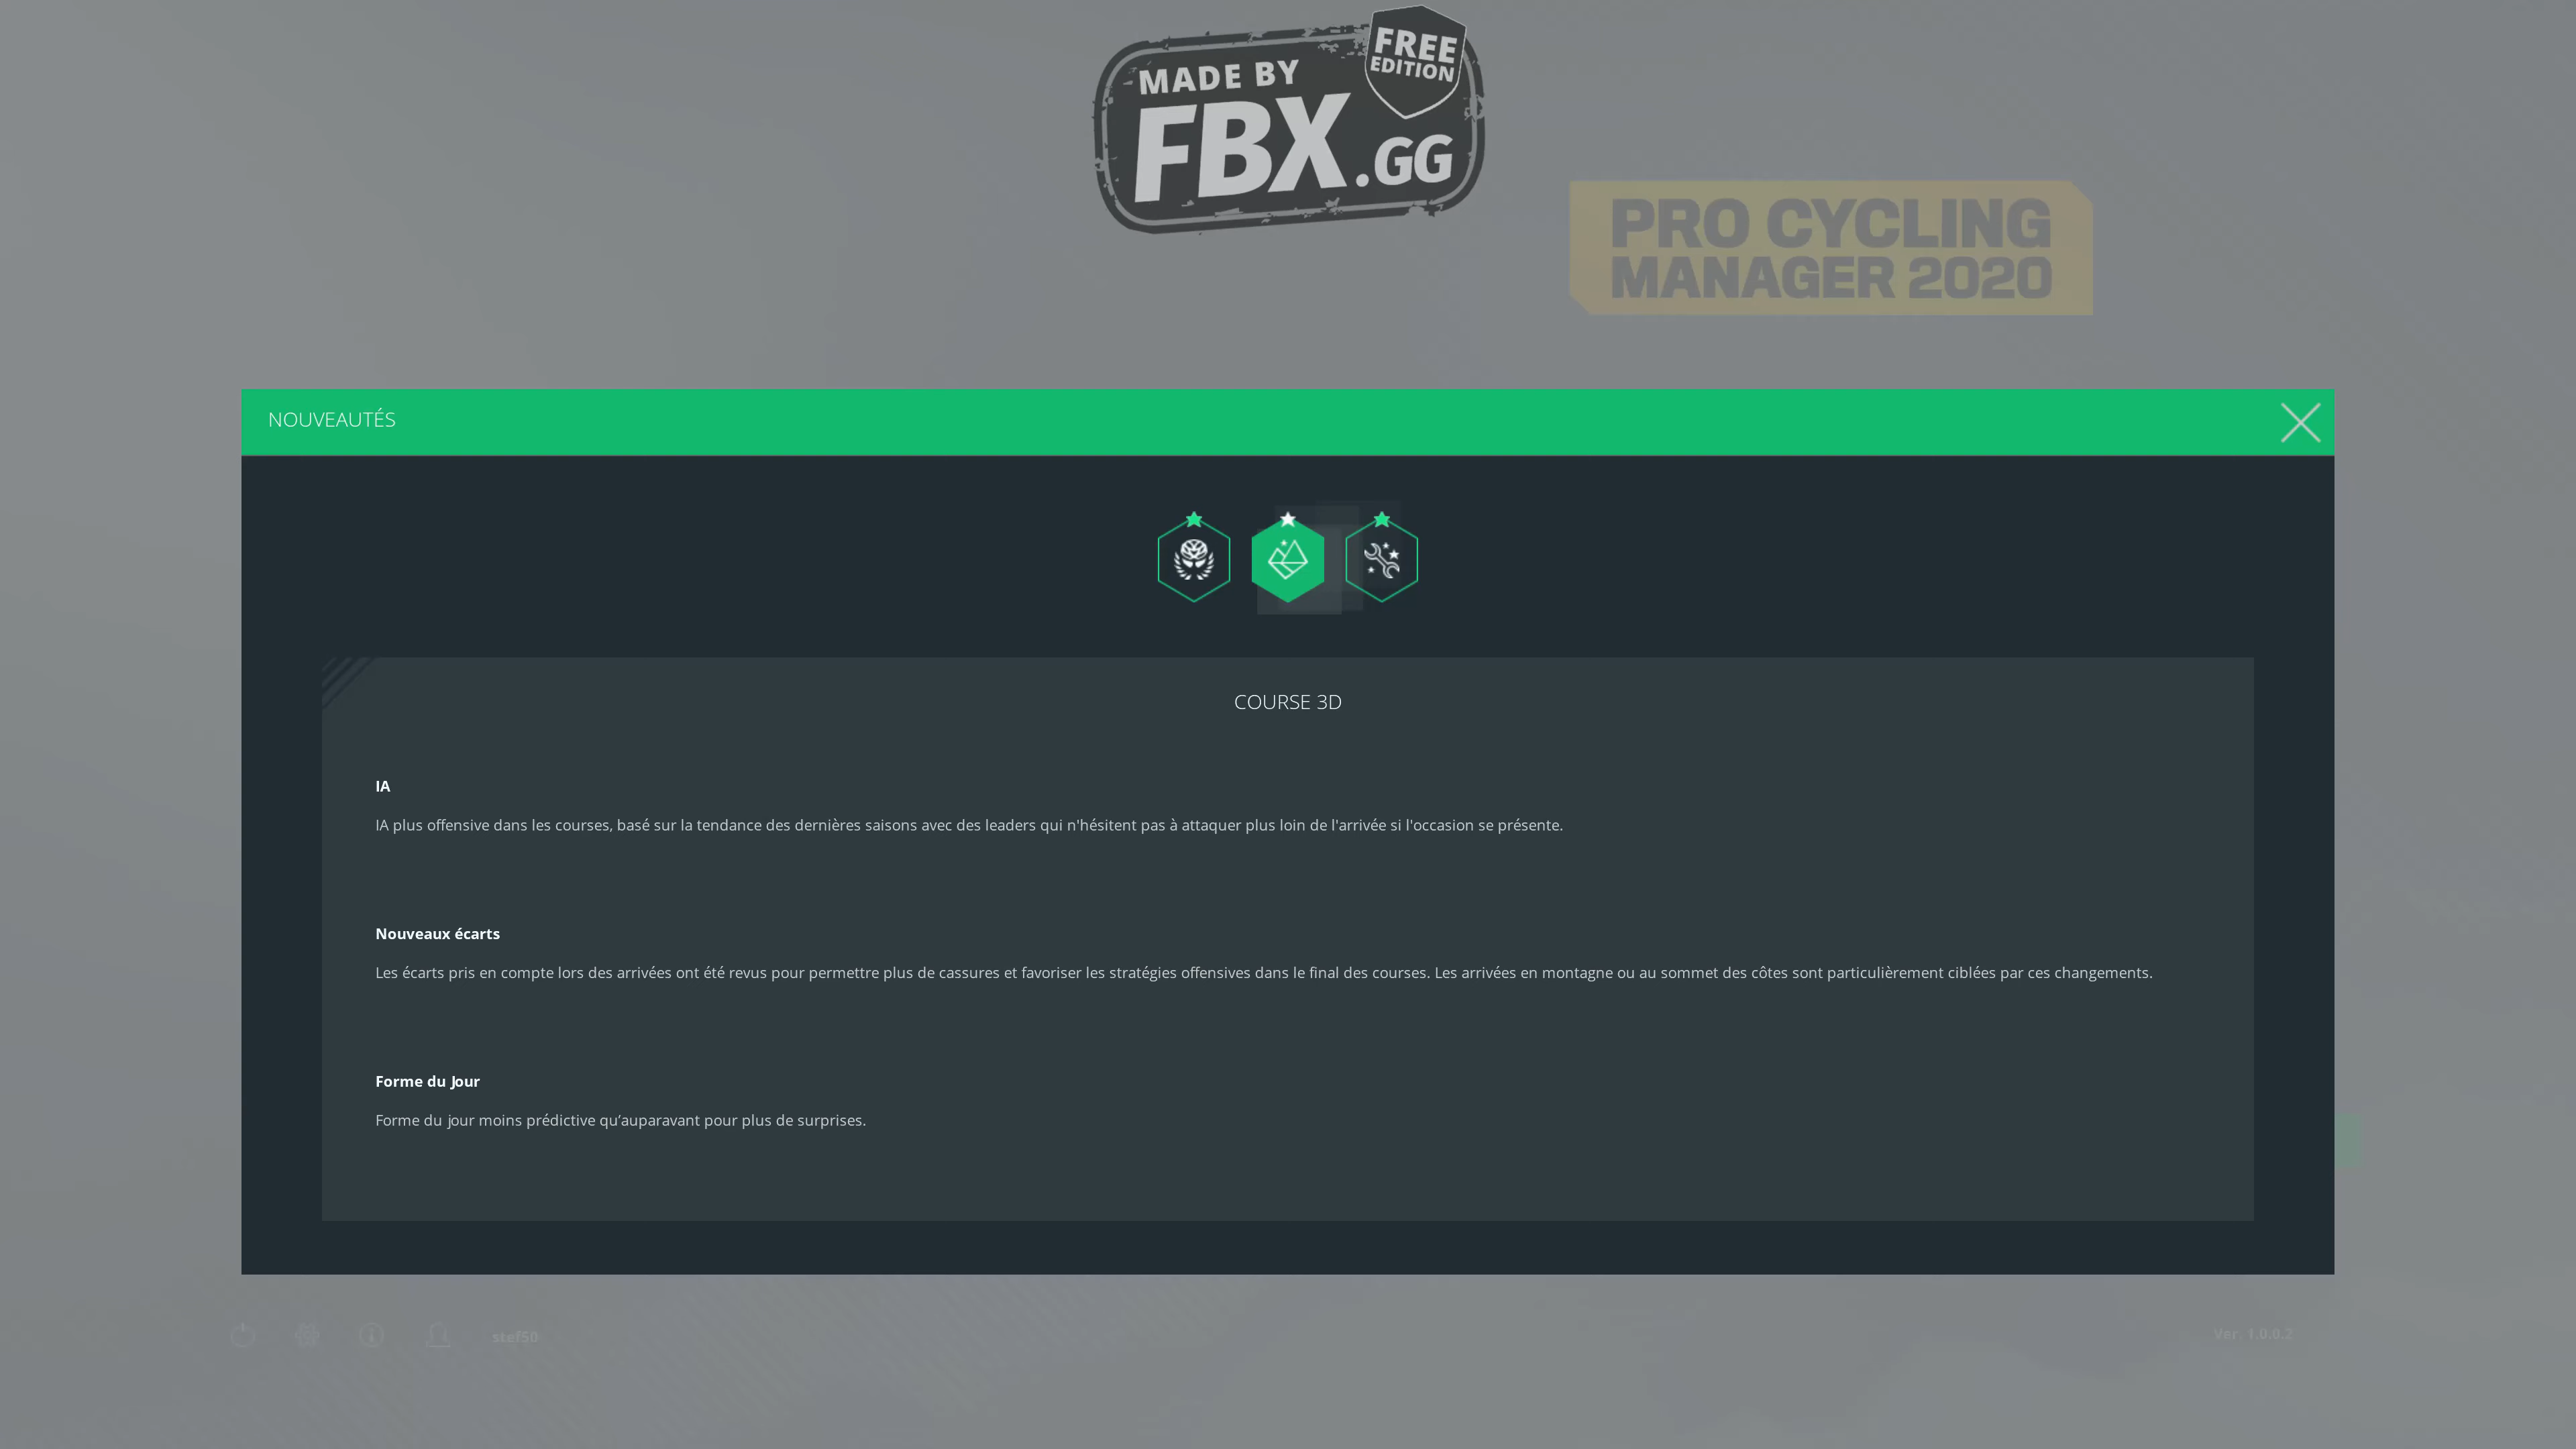 MADE BY
FBX.GG
FREE
EDITION
PRO CYCLING
MANAGER 2020
NOUVEAUTÉS
COURSE 3D
IA
IA plus offensive dans les courses, basé sur la tendance des dernières saisons avec des leaders qui n'hésitent pas à attaquer plus loin de l'arrivée si l'occasion se présente.
Nouveaux écarts
Les écarts pris en compte lors des arrivées ont été revus pour permettre plus de cassures et favoriser les stratégies offensives dans le final des courses. Les arrivées en montagne ou au sommet des côtes sont particulièrement ciblées par ces changements.
Forme du Jour
Forme du jour moins prédictive qu’auparavant pour plus de surprises.
stef50
Ver. 1.0.0.2